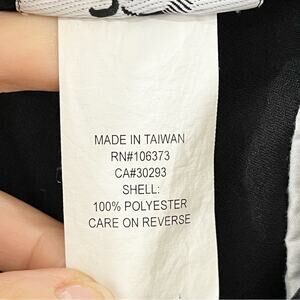 MADE IN TAIWAN
RN#106373
CA#30293
SHELL:
100% POLYESTER
CARE ON REVERSE